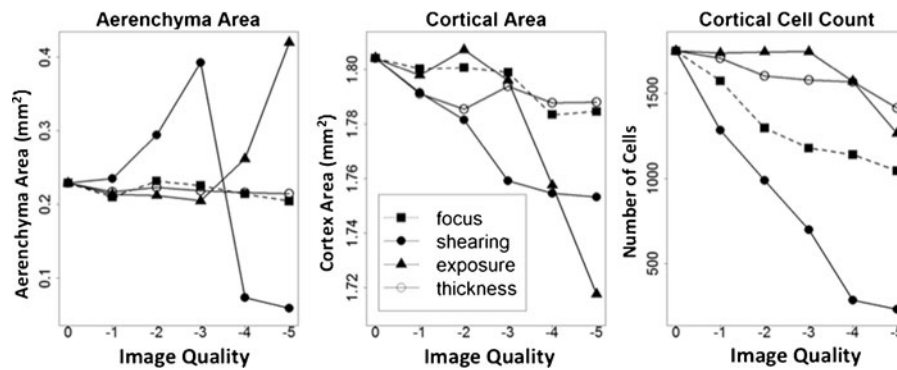 Aerenchyma Area
Aerenchyma Area (mm²)
0.4
0.3
0.2
0.1
0 -1 -2 -3 -4 -5
Image Quality
Cortical Area
Cortex Area (mm²)
1.80
1.78
1.76
1.74
1.72
focus
shearing
exposure
thickness
0 -1 -2 -3 -4 -5
Image Quality
Cortical Cell Count
Number of Cells
1500
1000
500
0 -1 -2 -3 -4 -5
Image Quality